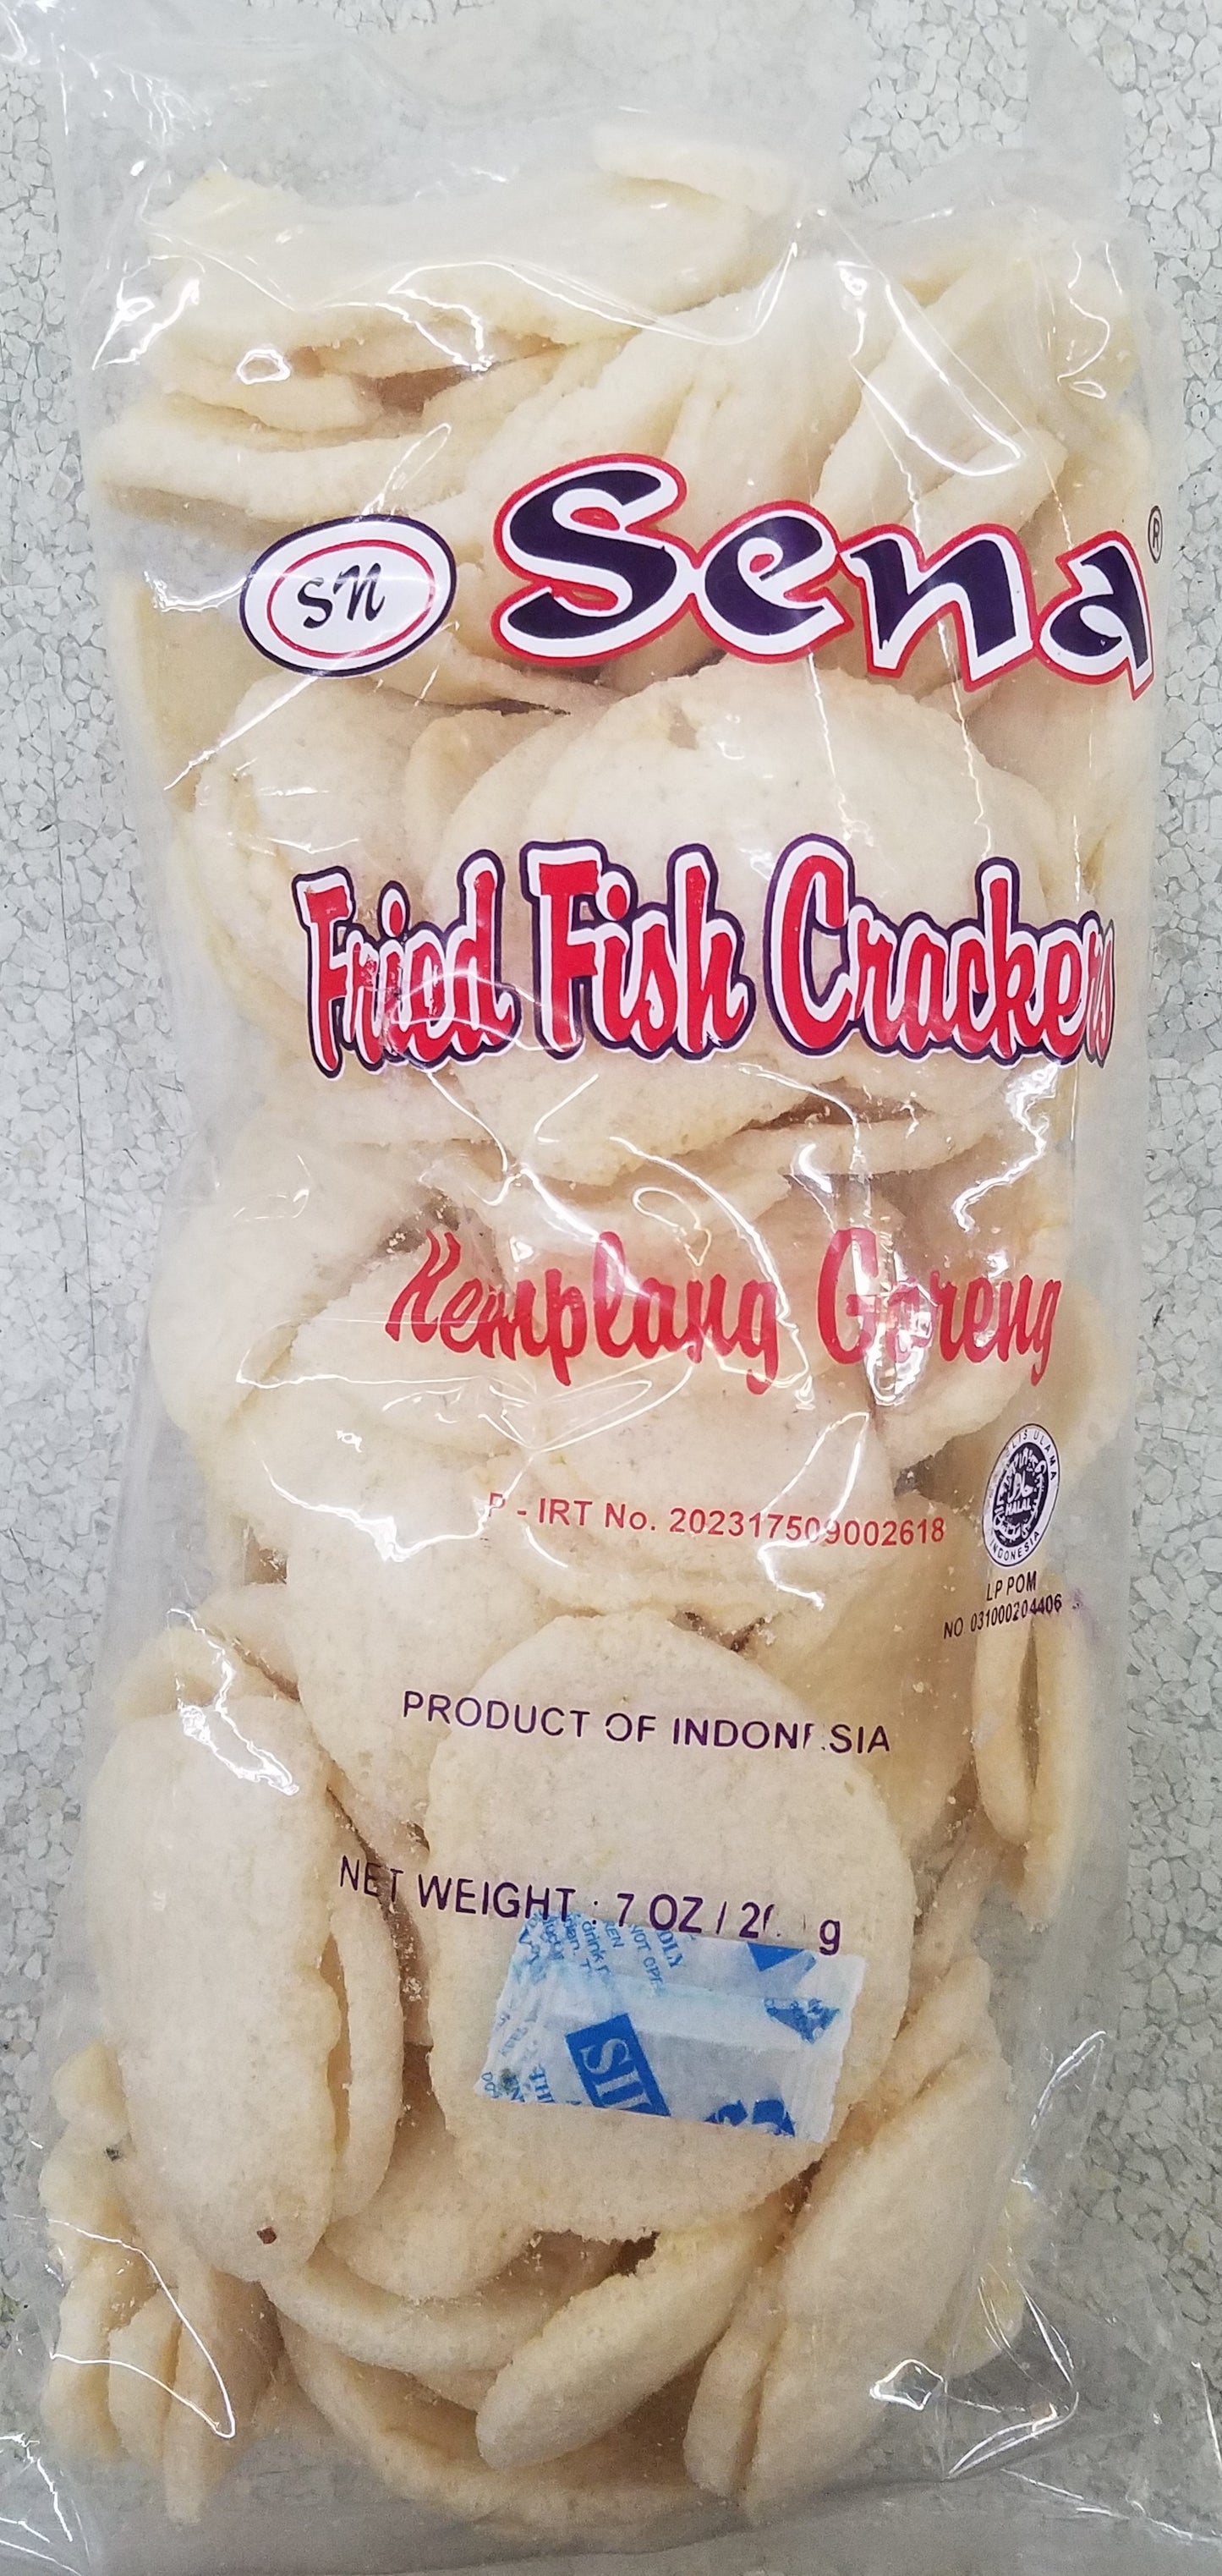 SN
Sena®
Fried Fish Crackers
Kemplang Goreng
P - IRT No. 202317509002618
HALAL
INDONESIA
LP POM
NO 031000204406
PRODUCT OF INDONESIA
NET WEIGHT : 7 OZ / g